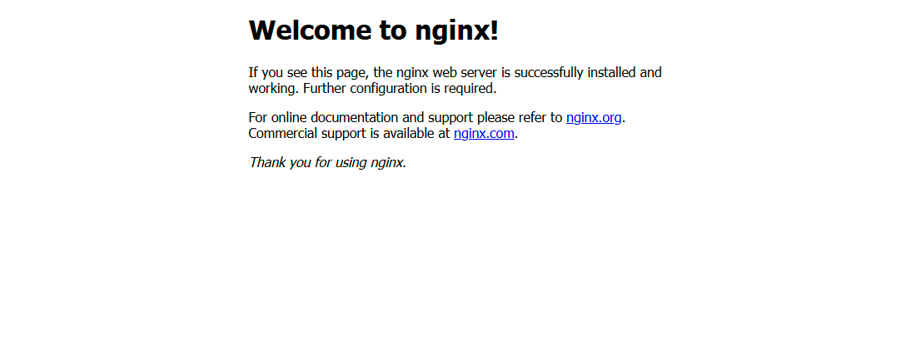 Welcome to nginx!
If you see this page, the nginx web server is successfully installed and
working. Further configuration is required.
For online documentation and support please refer to nginx.org.
Commercial support is available at nginx.com.
Thank you for using nginx.